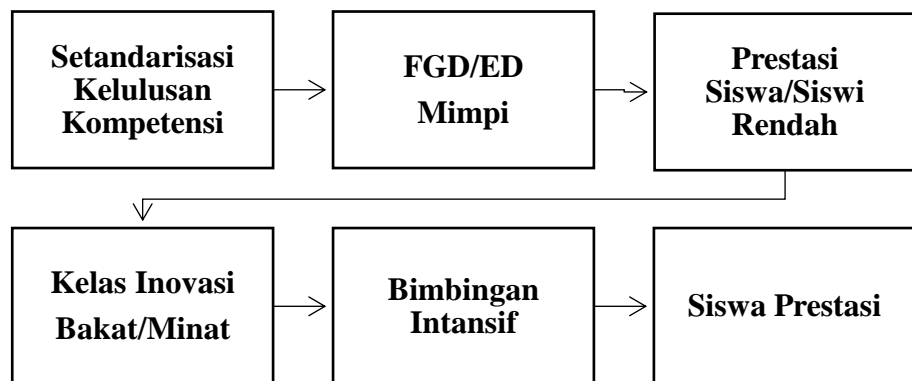 Setandarisasi
Kelulusan
Kompetensi
FGD/ED
Mimpi
Prestasi
Siswa/Siswi
Rendah
Kelas Inovasi
Bakat/Minat
Bimbingan
Intansif
Siswa Prestasi